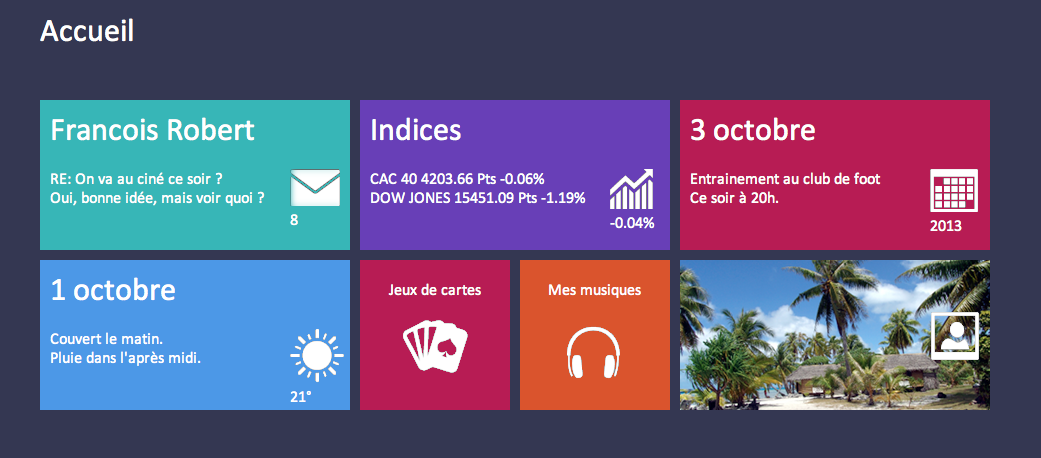 Accueil
Francois Robert
RE: On va au ciné ce soir ?
Oui, bonne idée, mais voir quoi ?
8
Indices
CAC 40 4203.66 Pts -0.06%
DOW JONES 15451.09 Pts -1.19%
-0.04%
3 octobre
Entrainement au club de foot
Ce soir à 20h.
2013
1 octobre
Couvert le matin.
Pluie dans l'après midi.
21°
Jeux de cartes
Mes musiques